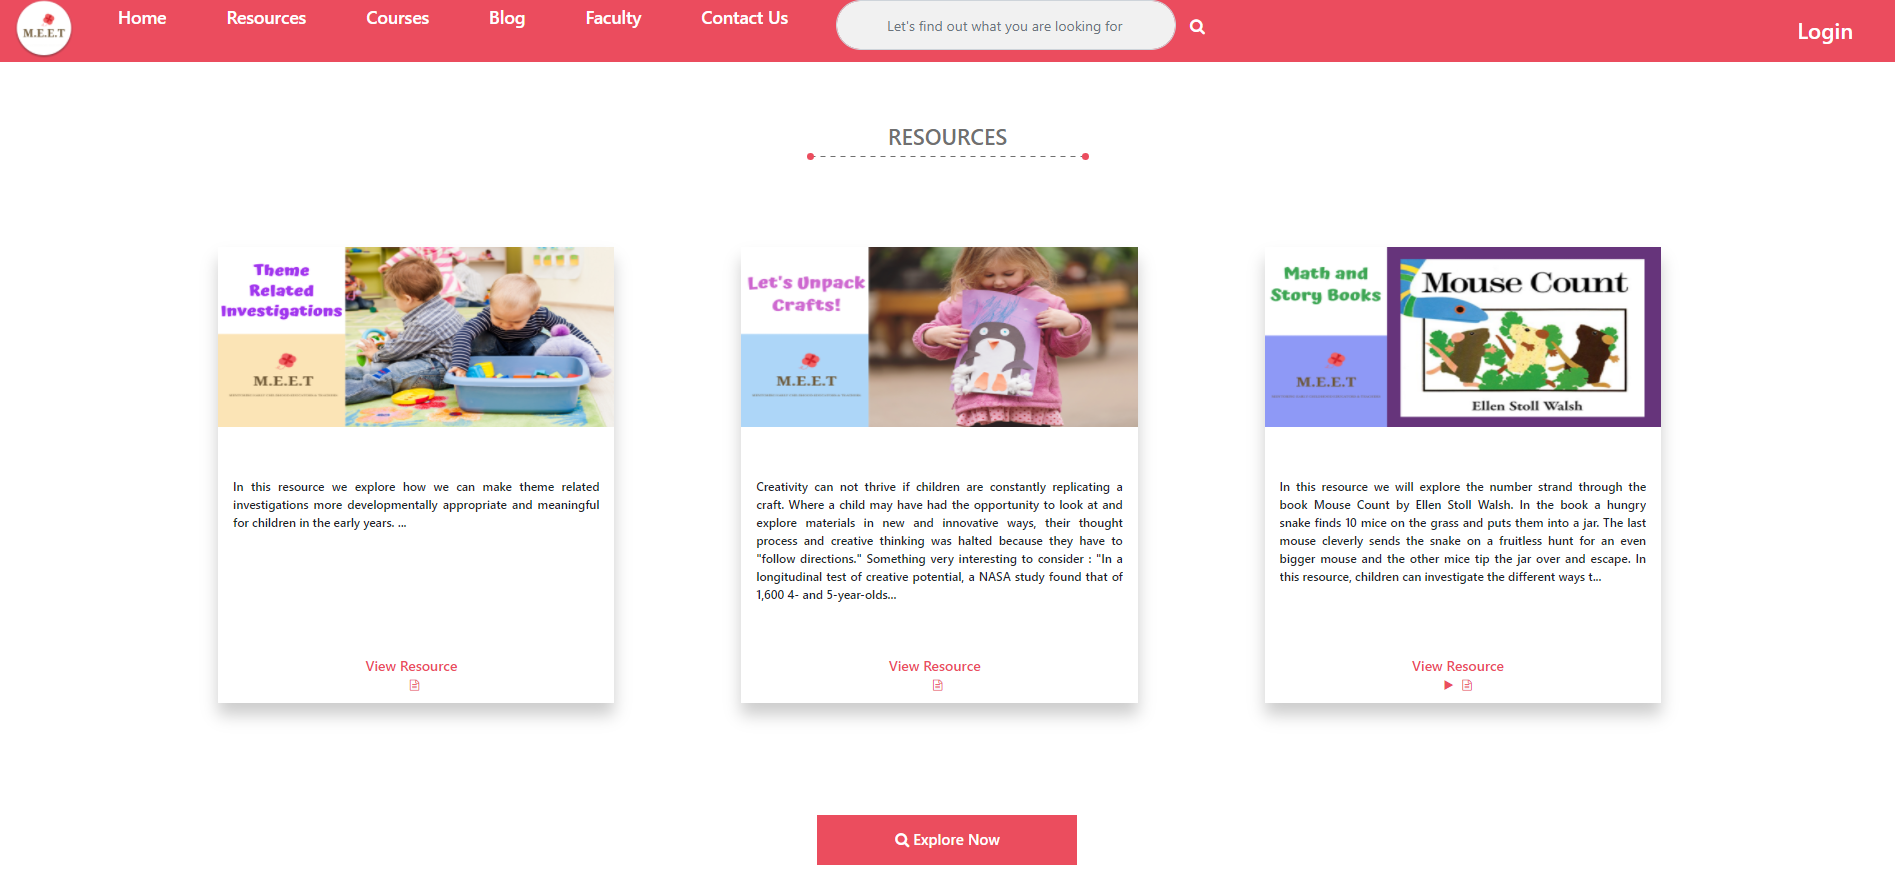 M.E.E.T
Home
Resources
Courses
Blog
Faculty
Contact Us
Let's find out what you are looking for
Login
RESOURCES
Theme
Related
Investigations
M.E.E.T
In this resource we explore how we can make theme related
investigations more developmentally appropriate and meaningful
for children in the early years. ...
View Resource
Let's Unpack
Crafts!
M.E.E.T
Creativity can not thrive if children are constantly replicating a
craft. Where a child may have had the opportunity to look at and
explore materials in new and innovative ways, their thought
process and creative thinking was halted because they have to
"follow directions." Something very interesting to consider : "In a
longitudinal test of creative potential, a NASA study found that of
1,600 4- and 5-year-olds...
View Resource
Math and
Story Books
M.E.E.T
Mouse Count
Ellen Stoll Walsh
In this resource we will explore the number strand through the
book Mouse Count by Ellen Stoll Walsh. In the book a hungry
snake finds 10 mice on the grass and puts them into a jar. The last
mouse cleverly sends the snake on a fruitless hunt for an even
bigger mouse and the other mice tip the jar over and escape. In
this resource, children can investigate the different ways t...
View Resource
Explore Now